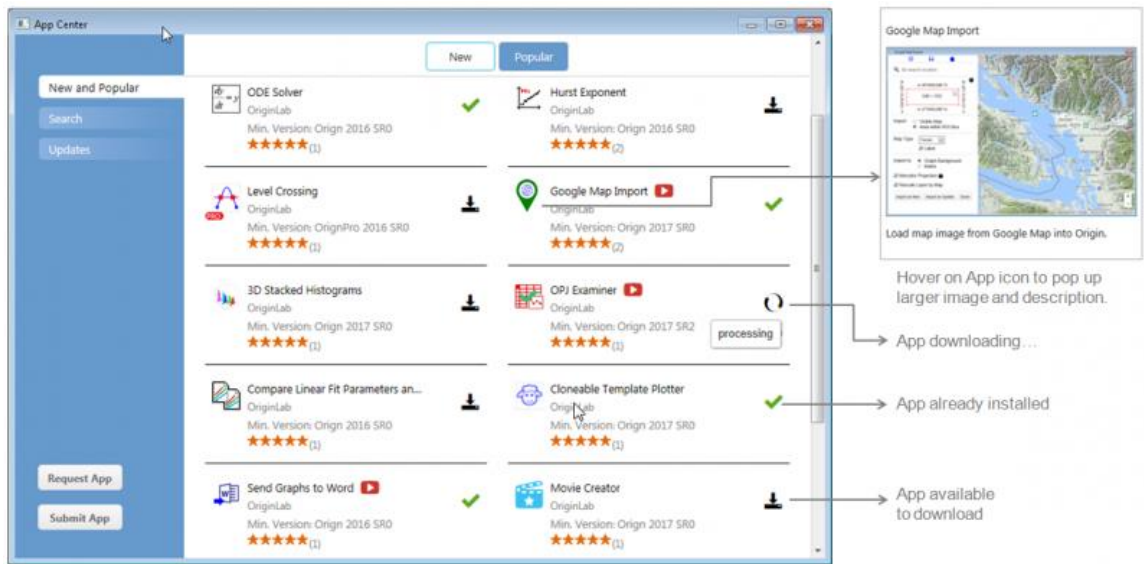 App Center
New and Popular
Search
Updates
Request App
Submit App
New
Popular
ODE Solver
OriginLab
Min. Version: Orign 2016 SR0
(1)
Hurst Exponent
OriginLab
Min. Version: Orign 2016 SR0
(2)
PRO
Level Crossing
OriginLab
Min. Version: OrignPro 2016 SR0
(1)
Google Map Import
OriginLab
Min. Version: Orign 2017 SR0
(2)
3D Stacked Histograms
OriginLab
Min. Version: Orign 2017 SR0
(1)
OPJ Examiner
OriginLab
Min. Version: Orign 2017 SR2
(1)
processing
Compare Linear Fit Parameters an...
OriginLab
Min. Version: Orign 2017 SR0
(1)
Cloneable Template Plotter
OriginLab
Min. Version: Orign 2017 SR0
(1)
Send Graphs to Word
OriginLab
Min. Version: Orign 2016 SR0
(1)
Movie Creator
OriginLab
Min. Version: Orign 2017 SR0
(1)
Google Map Import
Load map image from Google Map into Origin.
Hover on App icon to pop up
larger image and description.
App downloading...
App already installed
App available
to download